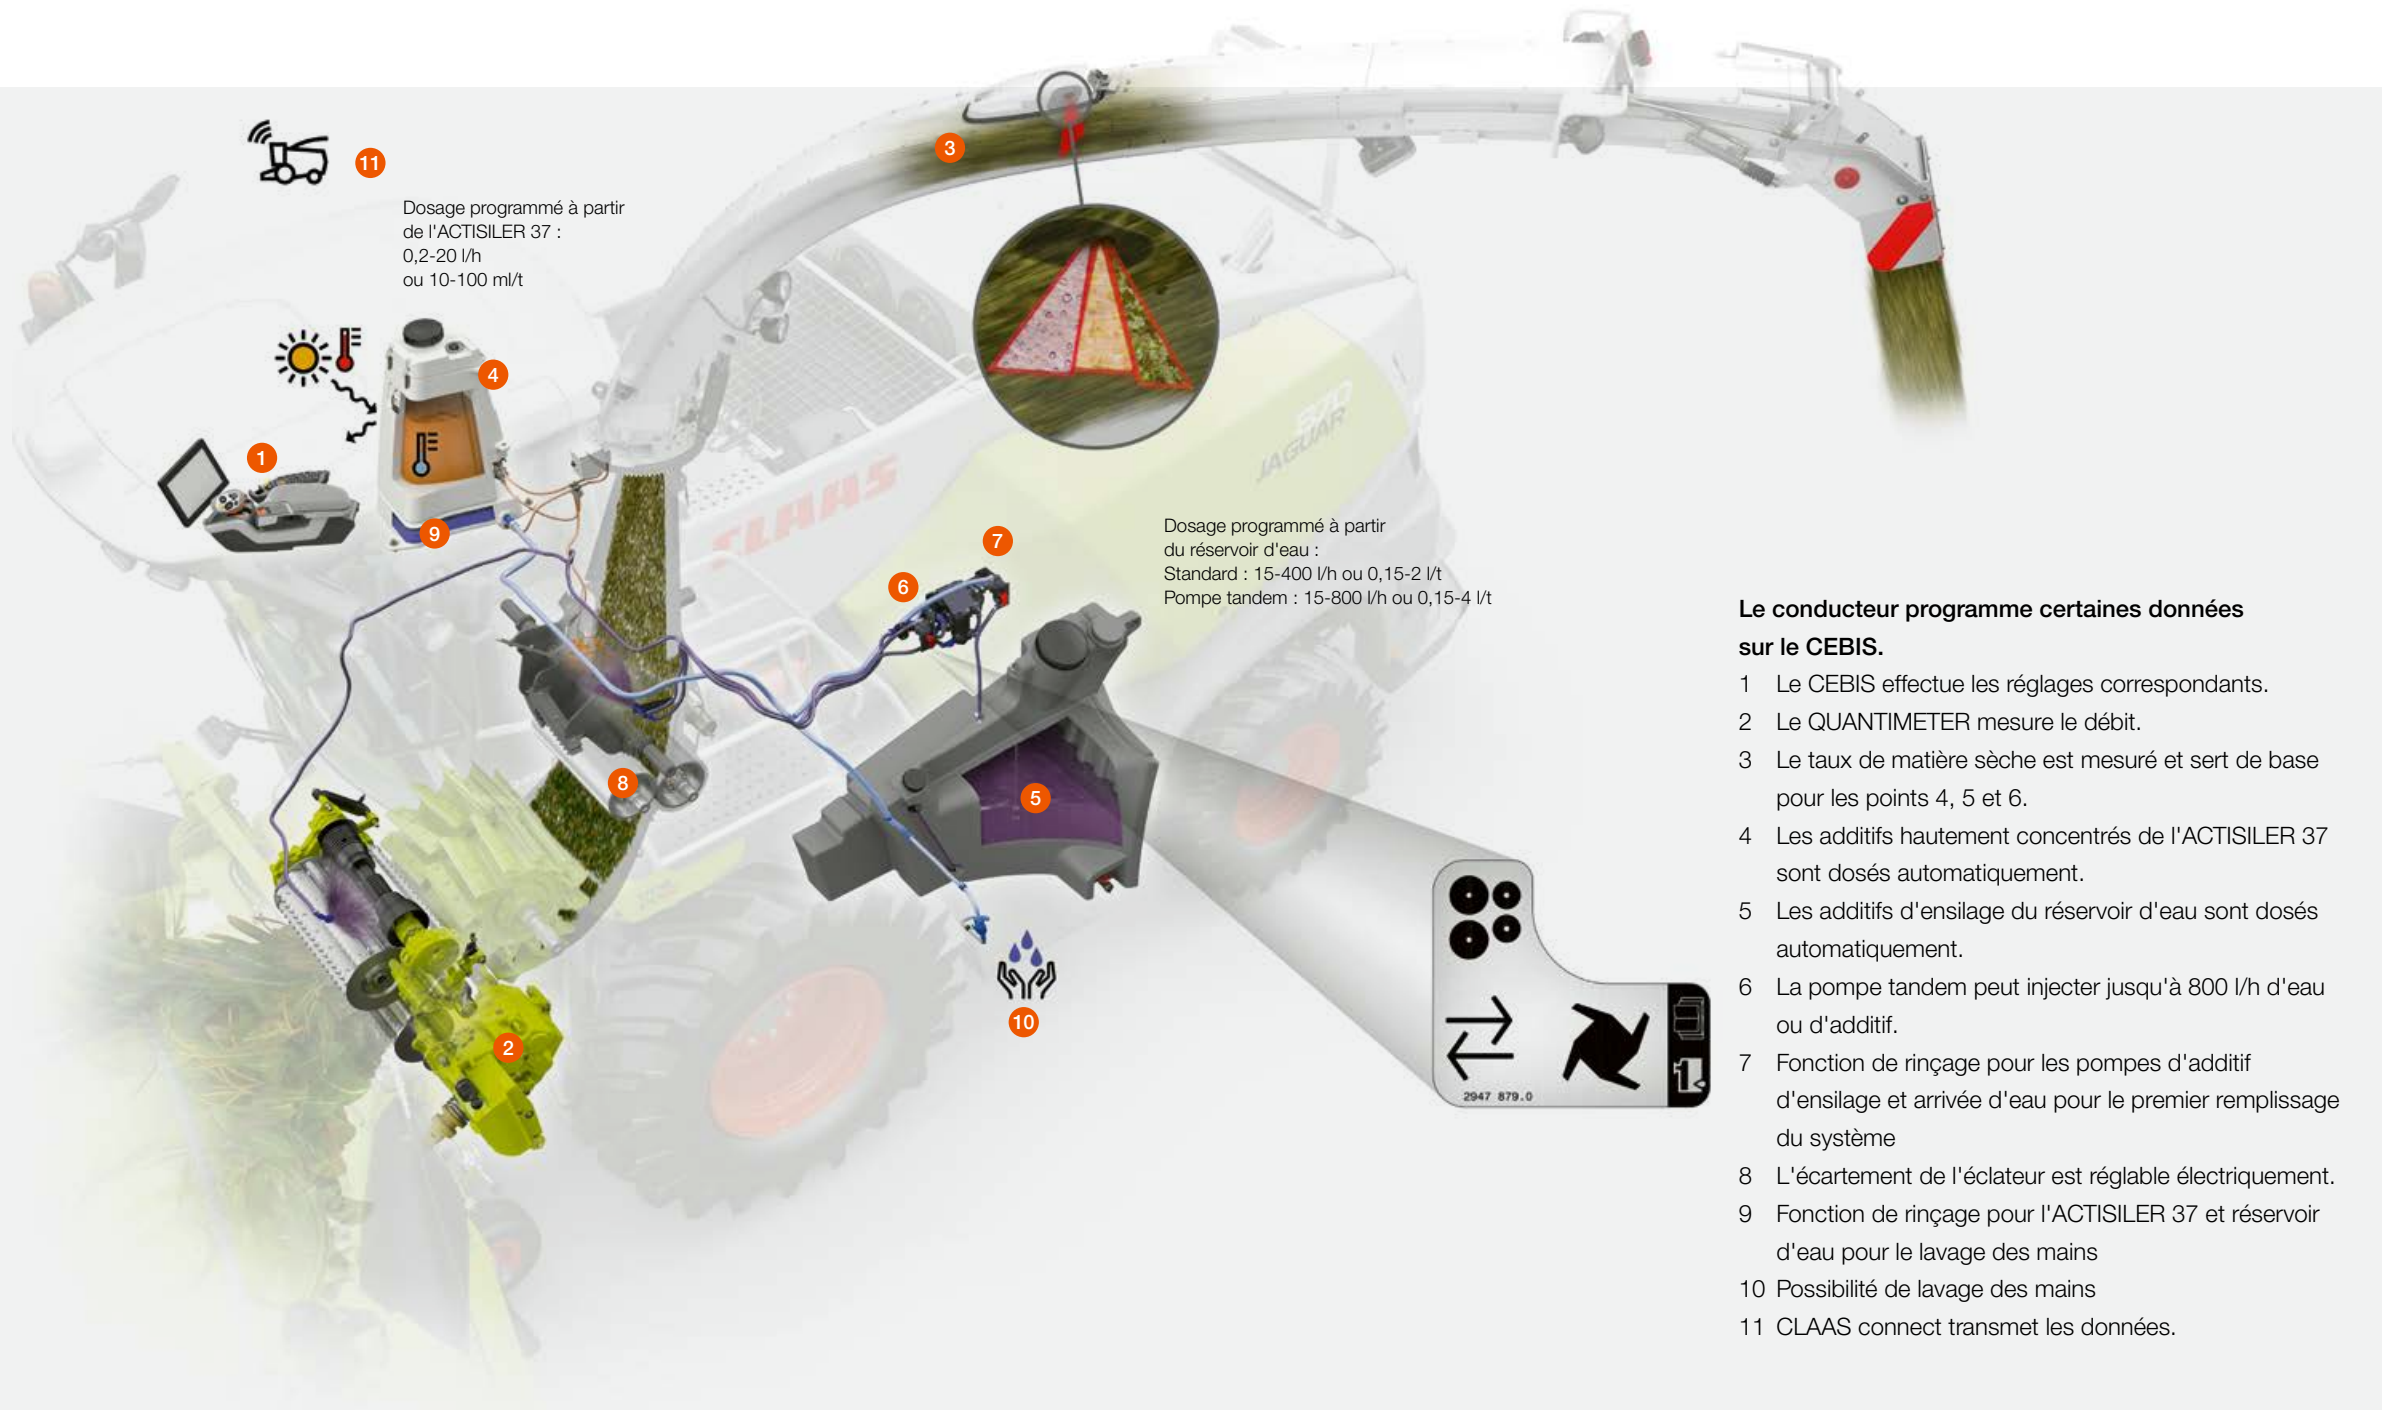 11
Dosage programmé à partir
de l'ACTISILER 37 :
0,2-20 l/h
ou 10-100 ml/t
3
4
1
9
870
JAGUAR
CLAAS
Dosage programmé à partir
du réservoir d'eau :
Standard : 15-400 l/h ou 0,15-2 l/t
Pompe tandem : 15-800 l/h ou 0,15-4 l/t
7
6
8
5
10
2
2947 879.0
Le conducteur programme certaines données
sur le CEBIS.
1 Le CEBIS effectue les réglages correspondants.
2 Le QUANTIMETER mesure le débit.
3 Le taux de matière sèche est mesuré et sert de base
pour les points 4, 5 et 6.
4 Les additifs hautement concentrés de l'ACTISILER 37
sont dosés automatiquement.
5 Les additifs d'ensilage du réservoir d'eau sont dosés
automatiquement.
6 La pompe tandem peut injecter jusqu'à 800 l/h d'eau
ou d'additif.
7 Fonction de rinçage pour les pompes d'additif
d'ensilage et arrivée d'eau pour le premier remplissage
du système
8 L'écartement de l'éclateur est réglable électriquement.
9 Fonction de rinçage pour l'ACTISILER 37 et réservoir
d'eau pour le lavage des mains
10 Possibilité de lavage des mains
11 CLAAS connect transmet les données.